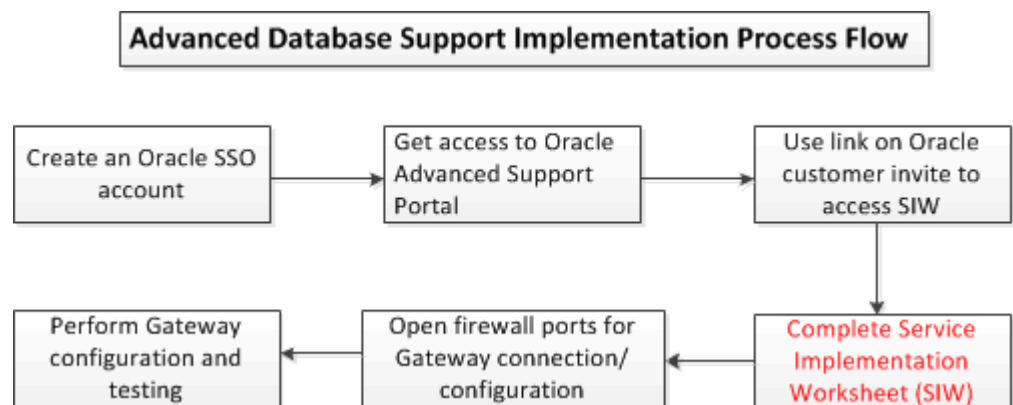 Advanced Database Support Implementation Process Flow
Create an Oracle SSO
account
Get access to Oracle
Advanced Support
Portal
Use link on Oracle
customer invite to
access SIW
Complete Service
Implementation
Worksheet (SIW)
Open firewall ports for
Gateway connection/
configuration
Perform Gateway
configuration and
testing